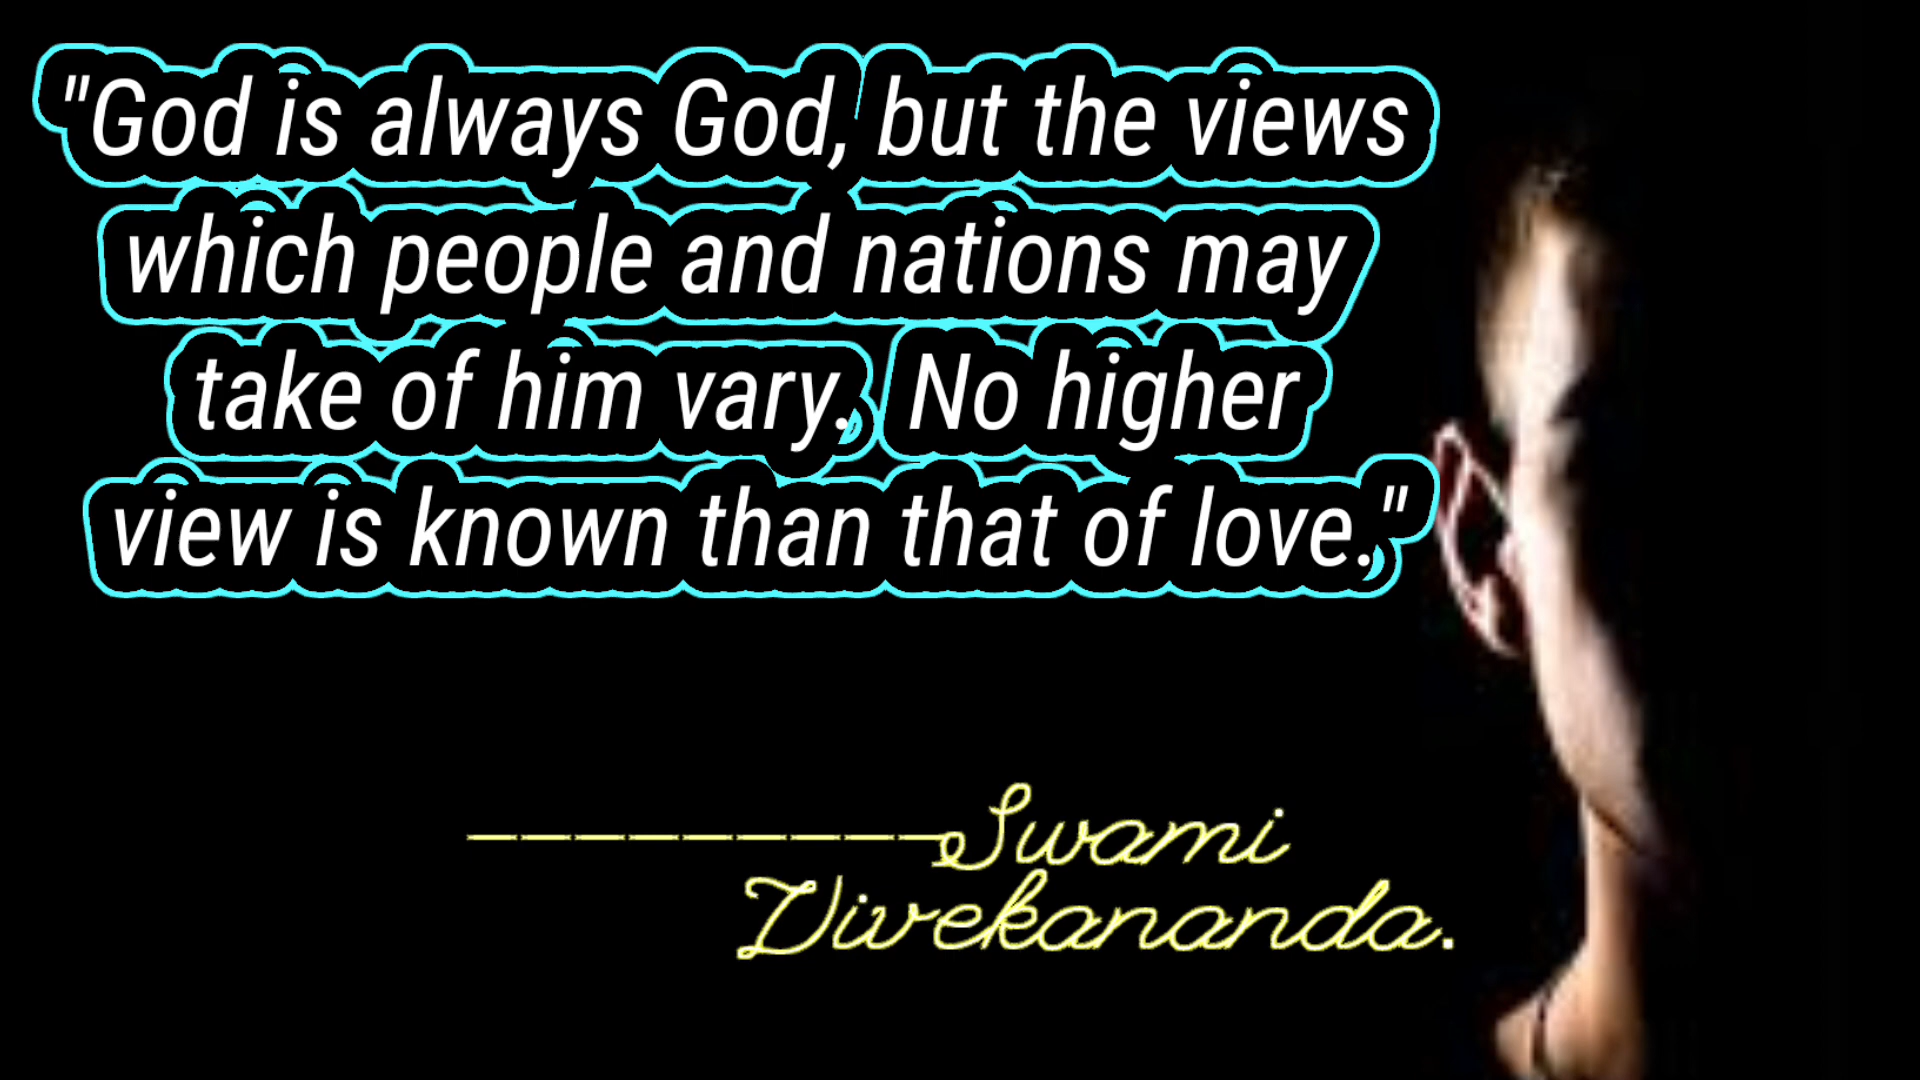 "God is always God, but the views
which people and nations may
take of him vary. No higher
view is known than that of love."
---------Swami
Vivekananda.